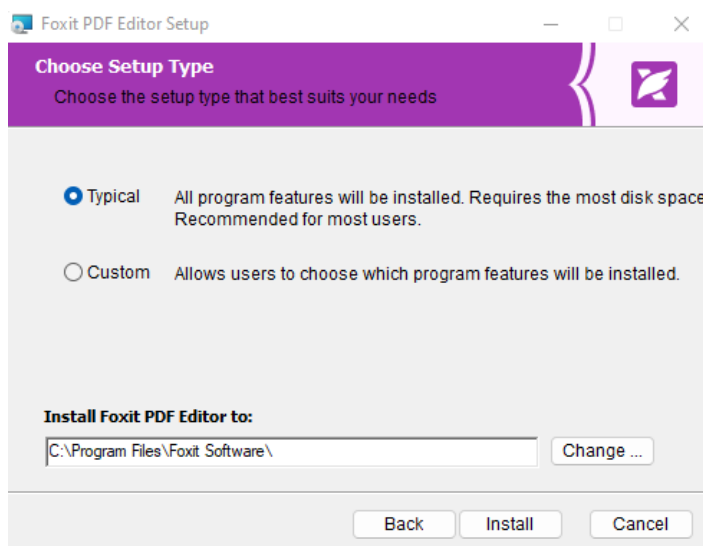 Foxit PDF Editor Setup
Choose Setup Type
Choose the setup type that best suits your needs
Typical
All program features will be installed. Requires the most disk space
Recommended for most users.
Custom
Allows users to choose which program features will be installed.
Install Foxit PDF Editor to:
C:\Program Files\Foxit Software\
Change ...
Back
Install
Cancel